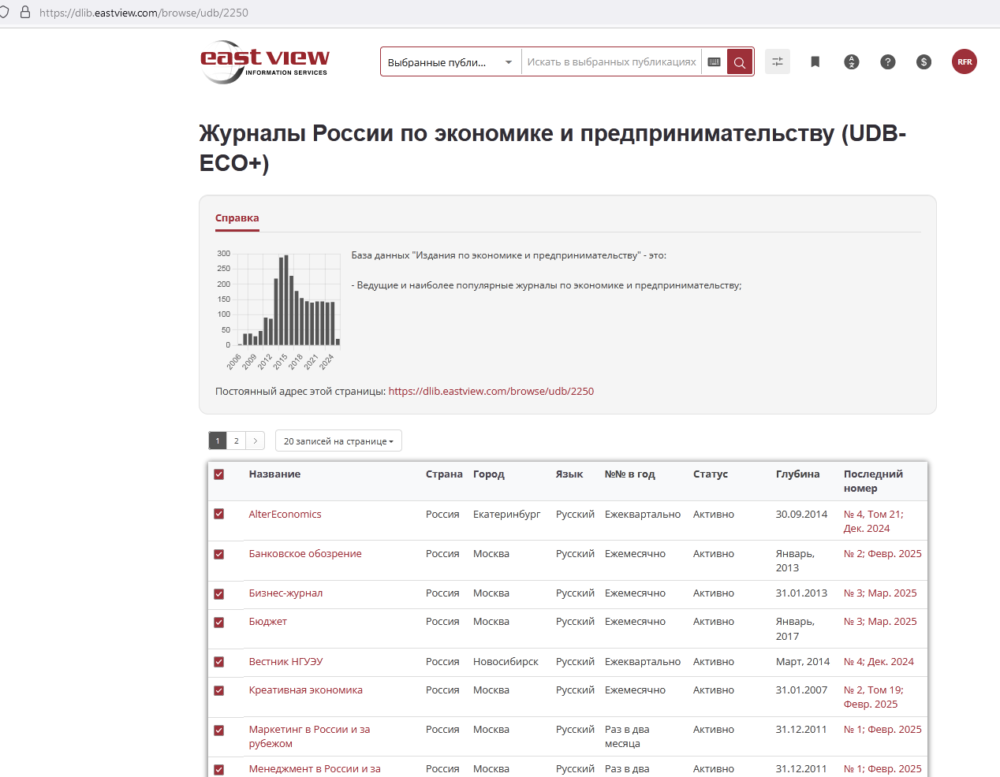 https://dlib.eastview.com/browse/udb/2250
east view
INFORMATION SERVICES
Выбранные публи...
Искать в выбранных публикациях
RFR
Журналы России по экономике и предпринимательству (UDB-
ECO+)
Справка
300
250
200
150
100
50
0
2006
2009
2012
2015
2018
2021
2024
База данных "Издания по экономике и предпринимательству" - это:
- Ведущие и наиболее популярные журналы по экономике и предпринимательству;
Постоянный адрес этой страницы: https://dlib.eastview.com/browse/udb/2250
1 2 > 20 записей на странице
Название Страна Город Язык №№ в год Статус Глубина Последний
номер
AlterEconomics Россия Екатеринбург Русский Ежеквартально Активно 30.09.2014 № 4, Том 21;
Дек. 2024
Банковское обозрение Россия Москва Русский Ежемесячно Активно Январь, № 2; Февр. 2025
2013
Бизнес-журнал Россия Москва Русский Ежемесячно Активно 31.01.2013 № 3; Мар. 2025
Бюджет Россия Москва Русский Ежемесячно Активно Январь, № 3; Мар. 2025
2017
Вестник НГУЭУ Россия Новосибирск Русский Ежеквартально Активно Март, 2014 № 4; Дек. 2024
Креативная экономика Россия Москва Русский Ежемесячно Активно 31.01.2007 № 2, Том 19;
Февр. 2025
Маркетинг в России и за Россия Москва Русский Раз в два Активно 31.12.2011 № 1; Февр. 2025
рубежом месяца
Менеджмент в России и за Россия Москва Русский Раз в два Активно 31.12.2011 № 1; Февр. 2025